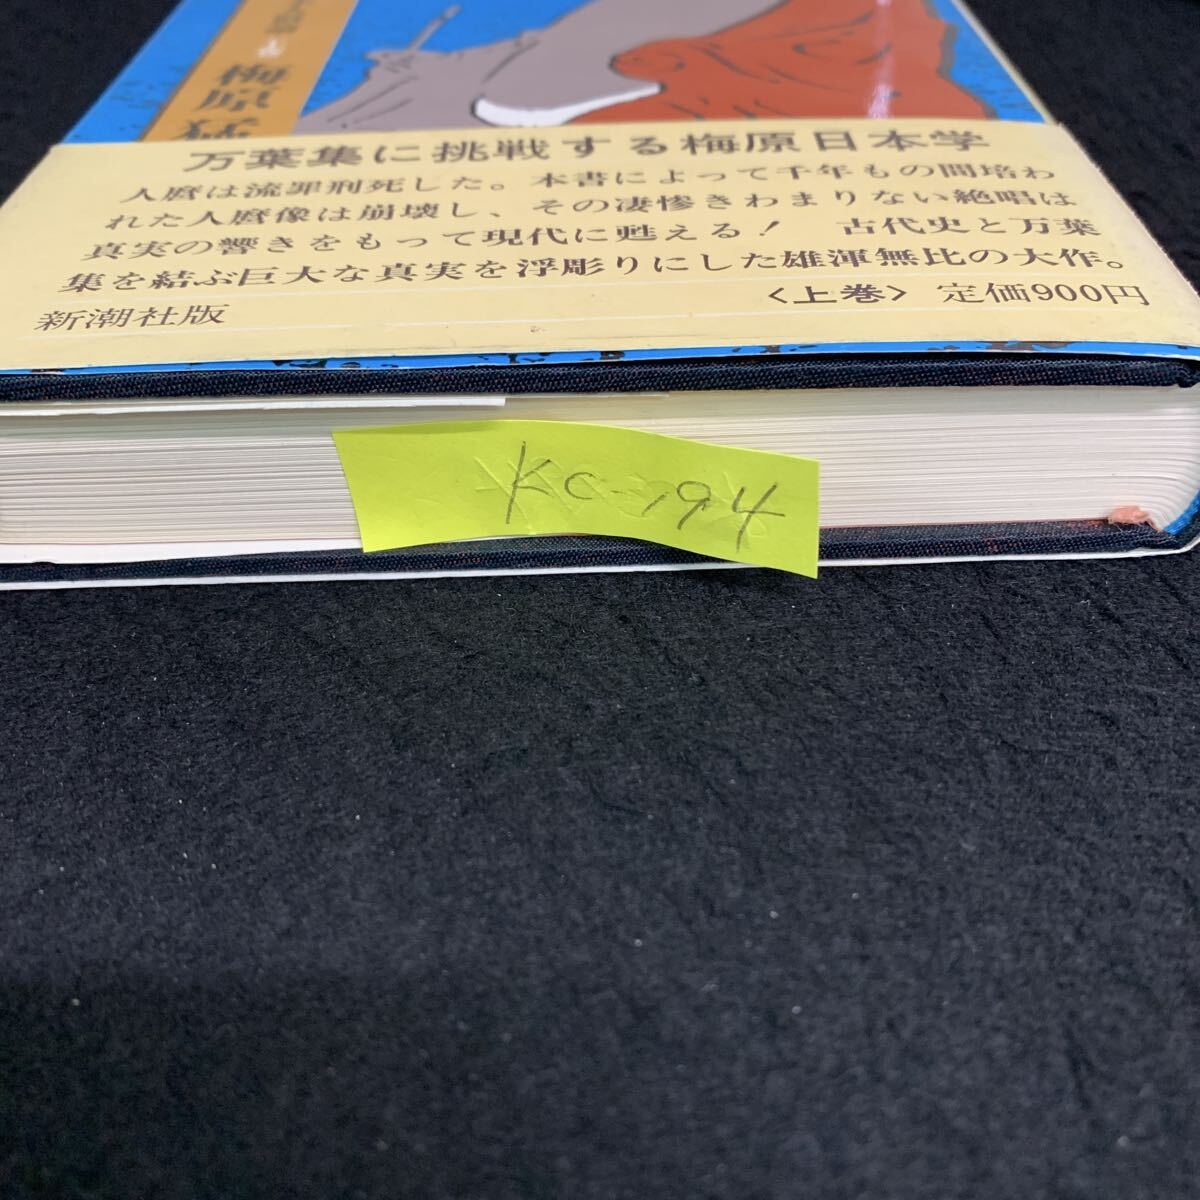 上 梅原猛
万葉集に挑戦する梅原日本学
人麿は流罪刑死した。本書によって千年もの間培わ
れた人麿像は崩壊し、その凄惨きわまりない絶唱は
真実の響きをもって現代に甦える! 古代史と万葉
集を結ぶ巨大な真実を浮彫りにした雄渾無比の大作。
〈上巻〉定価900円
新潮社版
KC-194